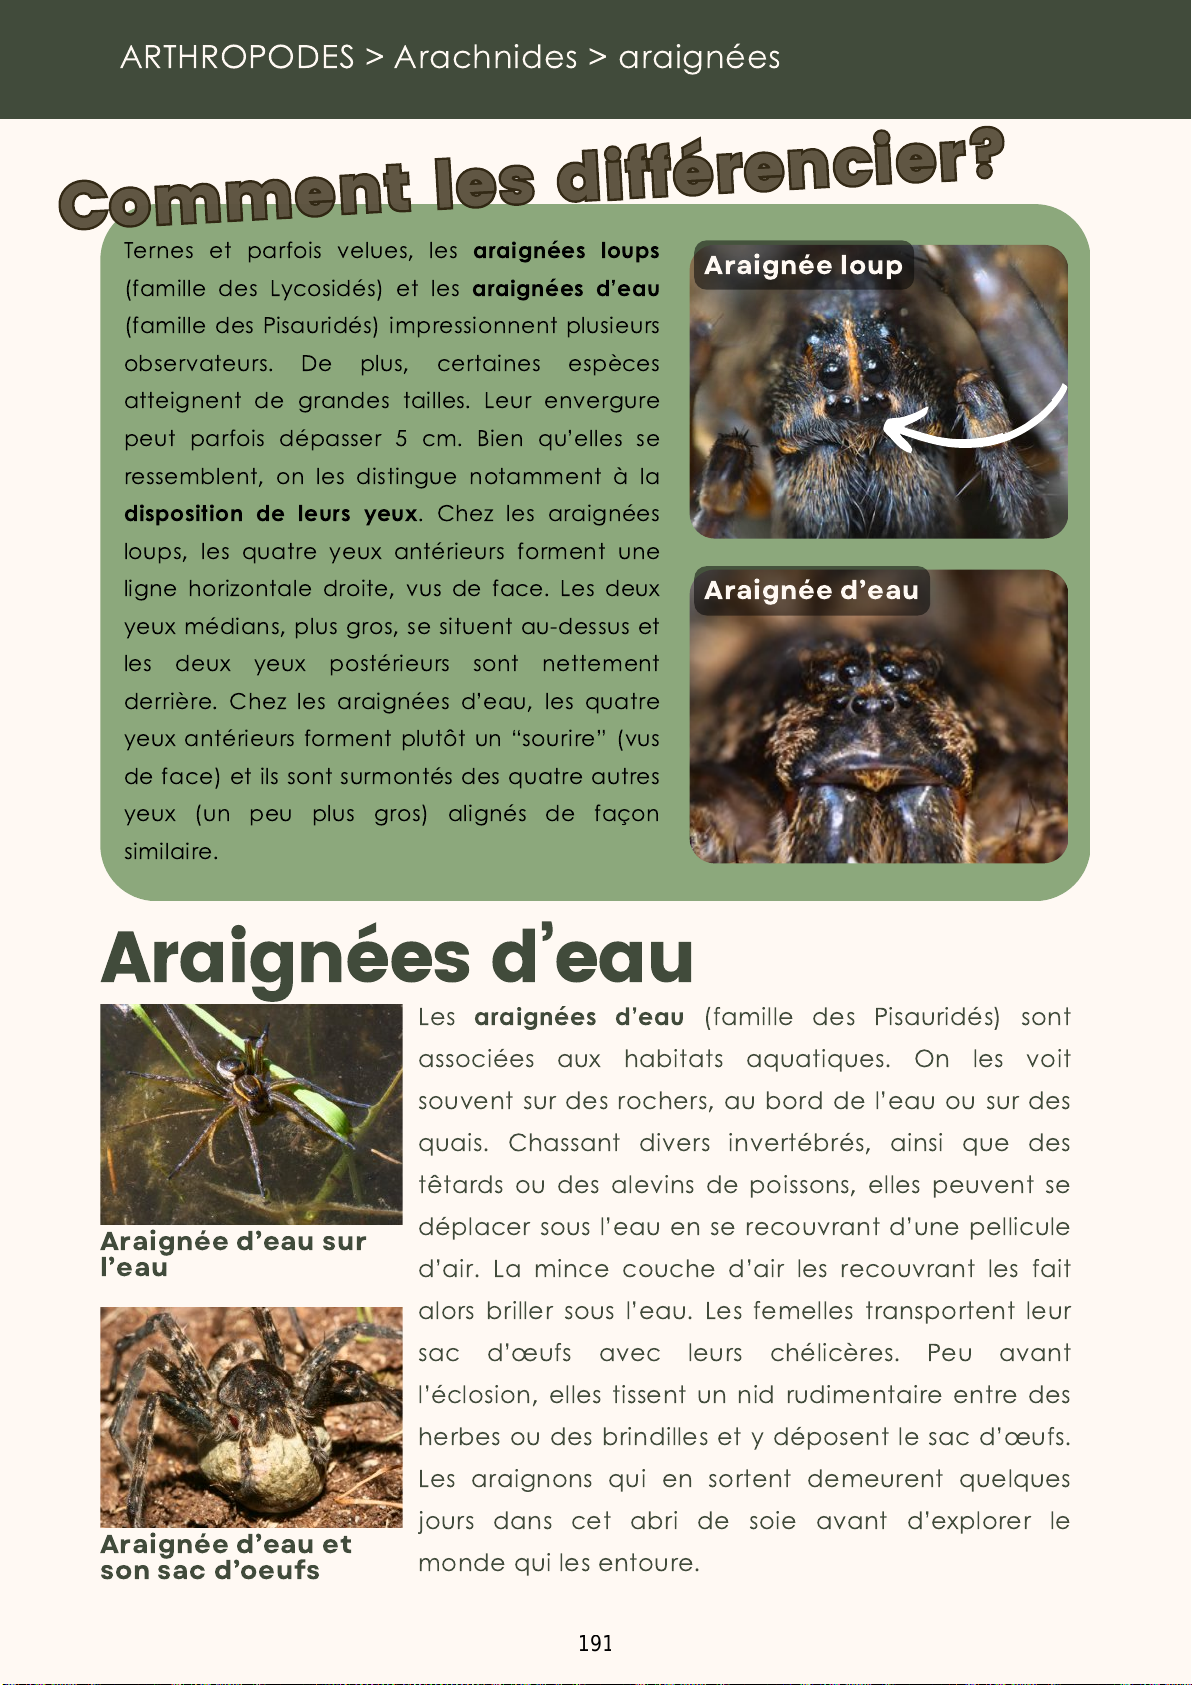 ARTHROPODES > Arachnides > araignées
Comment les différencier?
Ternes et parfois velues, les araignées loups
(famille des Lycosidés) et les araignées d’eau
(famille des Pisauridés) impressionnent plusieurs
observateurs. De plus, certaines espèces
atteignent de grandes tailles. Leur envergure
peut parfois dépasser 5 cm. Bien qu’elles se
ressemblent, on les distingue notamment à la
disposition de leurs yeux. Chez les araignées
loups, les quatre yeux antérieurs forment une
ligne horizontale droite, vus de face. Les deux
yeux médians, plus gros, se situent au-dessus et
les deux yeux postérieurs sont nettement
derrière. Chez les araignées d’eau, les quatre
yeux antérieurs forment plutôt un “sourire” (vus
de face) et ils sont surmontés des quatre autres
yeux (un peu plus gros) alignés de façon
similaire.
Araignée loup
Araignée d’eau
Araignées d’eau
Araignée d’eau sur
l’eau
Araignée d’eau et
son sac d’oeufs
Les araignées d’eau (famille des Pisauridés) sont
associées aux habitats aquatiques. On les voit
souvent sur des rochers, au bord de l’eau ou sur des
quais. Chassant divers invertébrés, ainsi que des
têtards ou des alevins de poissons, elles peuvent se
déplacer sous l’eau en se recouvrant d’une pellicule
d’air. La mince couche d’air les recouvrant les fait
alors briller sous l’eau. Les femelles transportent leur
sac d’œufs avec leurs chélicères. Peu avant
l’éclosion, elles tissent un nid rudimentaire entre des
herbes ou des brindilles et y déposent le sac d’œufs.
Les araignons qui en sortent demeurent quelques
jours dans cet abri de soie avant d’explorer le
monde qui les entoure.
191